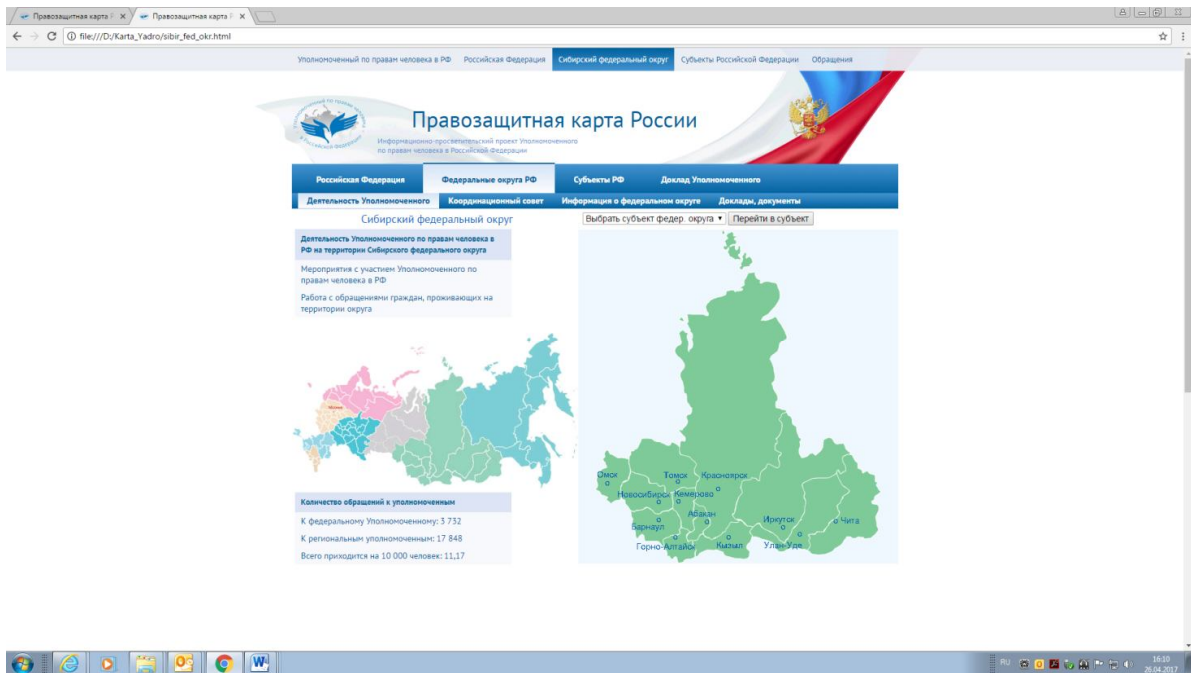 Правозащитная карта Р
Правозащитная карта Р
file:///D:/Karta_Yadro/sibir_fed_okr.html
Уполномоченный по правам человека в РФ Российская Федерация Сибирский федеральный округ Субъекты Российской Федерации Обращения
Правозащитная карта России
Информационно-просветительский проект Уполномоченного
по правам человека в Российской Федерации
Российская Федерация Федеральные округа РФ Субъекты РФ Доклад Уполномоченного
Деятельность Уполномоченного Координационный совет Информация о федеральном округе Доклады, документы
Сибирский федеральный округ
Выбрать субъект федер. округа Перейти в субъект
Деятельность Уполномоченного по правам человека в
РФ на территории Сибирского федерального округа
Мероприятия с участием Уполномоченного по
правам человека в РФ
Работа с обращениями граждан, проживающих на
территории округа
Москва
Количество обращений к уполномоченным
К федеральному Уполномоченному: 3 732
К региональным уполномоченным: 17 848
Всего приходится на 10 000 человек: 11,17
Омск
Томск
Красноярск
Новосибирск
Кемерово
Абакан
Барнаул
Иркутск
Чита
Горно-Алтайск
Кызыл
Улан-Уде
RU
16:10
26.04.2017